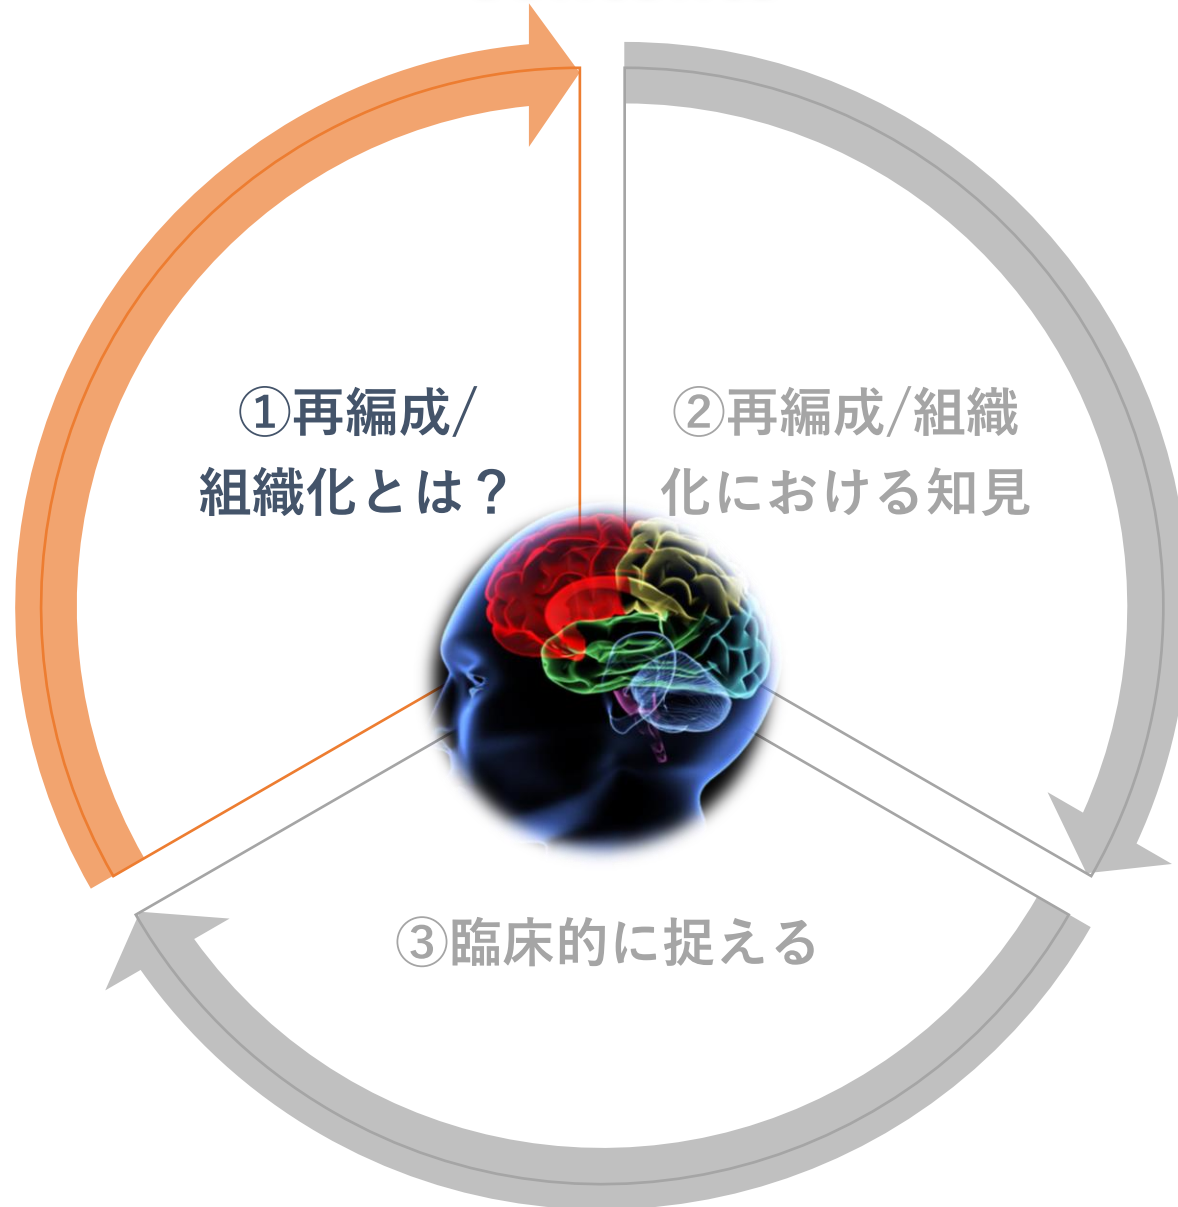 ①再編成/
組織化とは？
②再編成/組織
化における知見
③臨床的に捉える